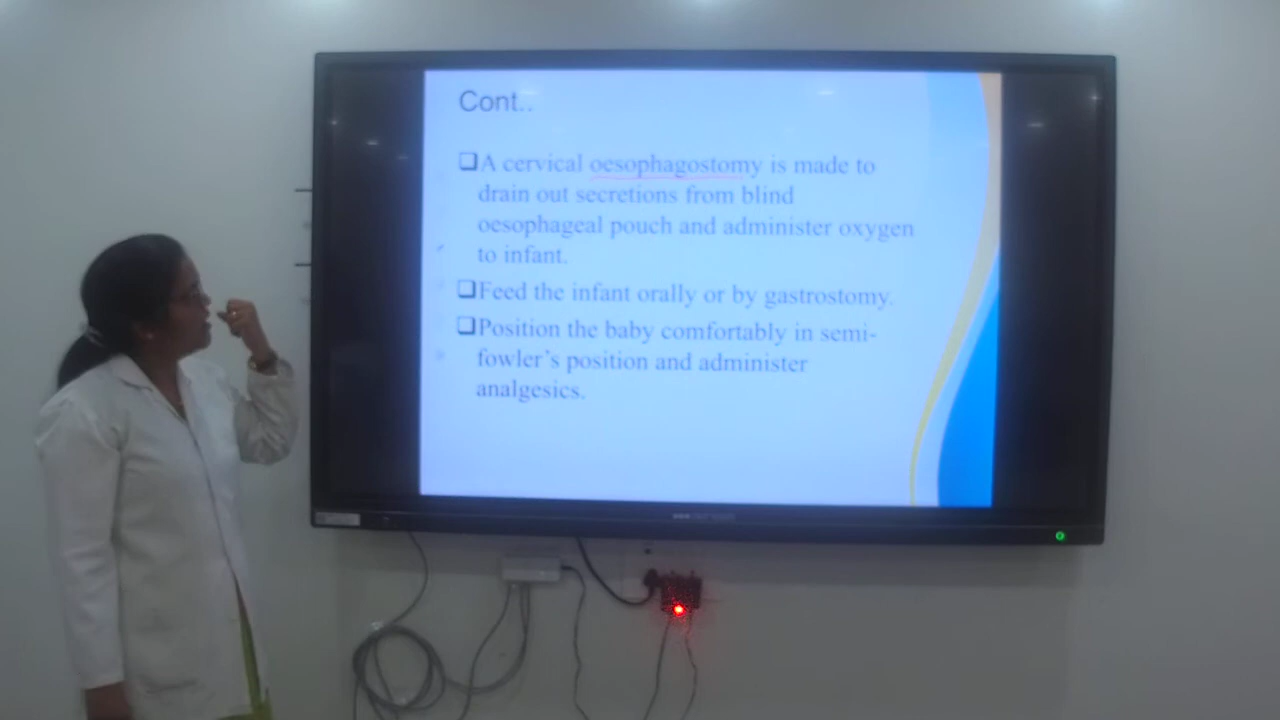 Cont..
❑A cervical oesophagostomy is made to
drain out secretions from blind
oesophageal pouch and administer oxygen
to infant.
❑Feed the infant orally or by gastrostomy.
❑Position the baby comfortably in semi-
fowler's position and administer
analgesics.